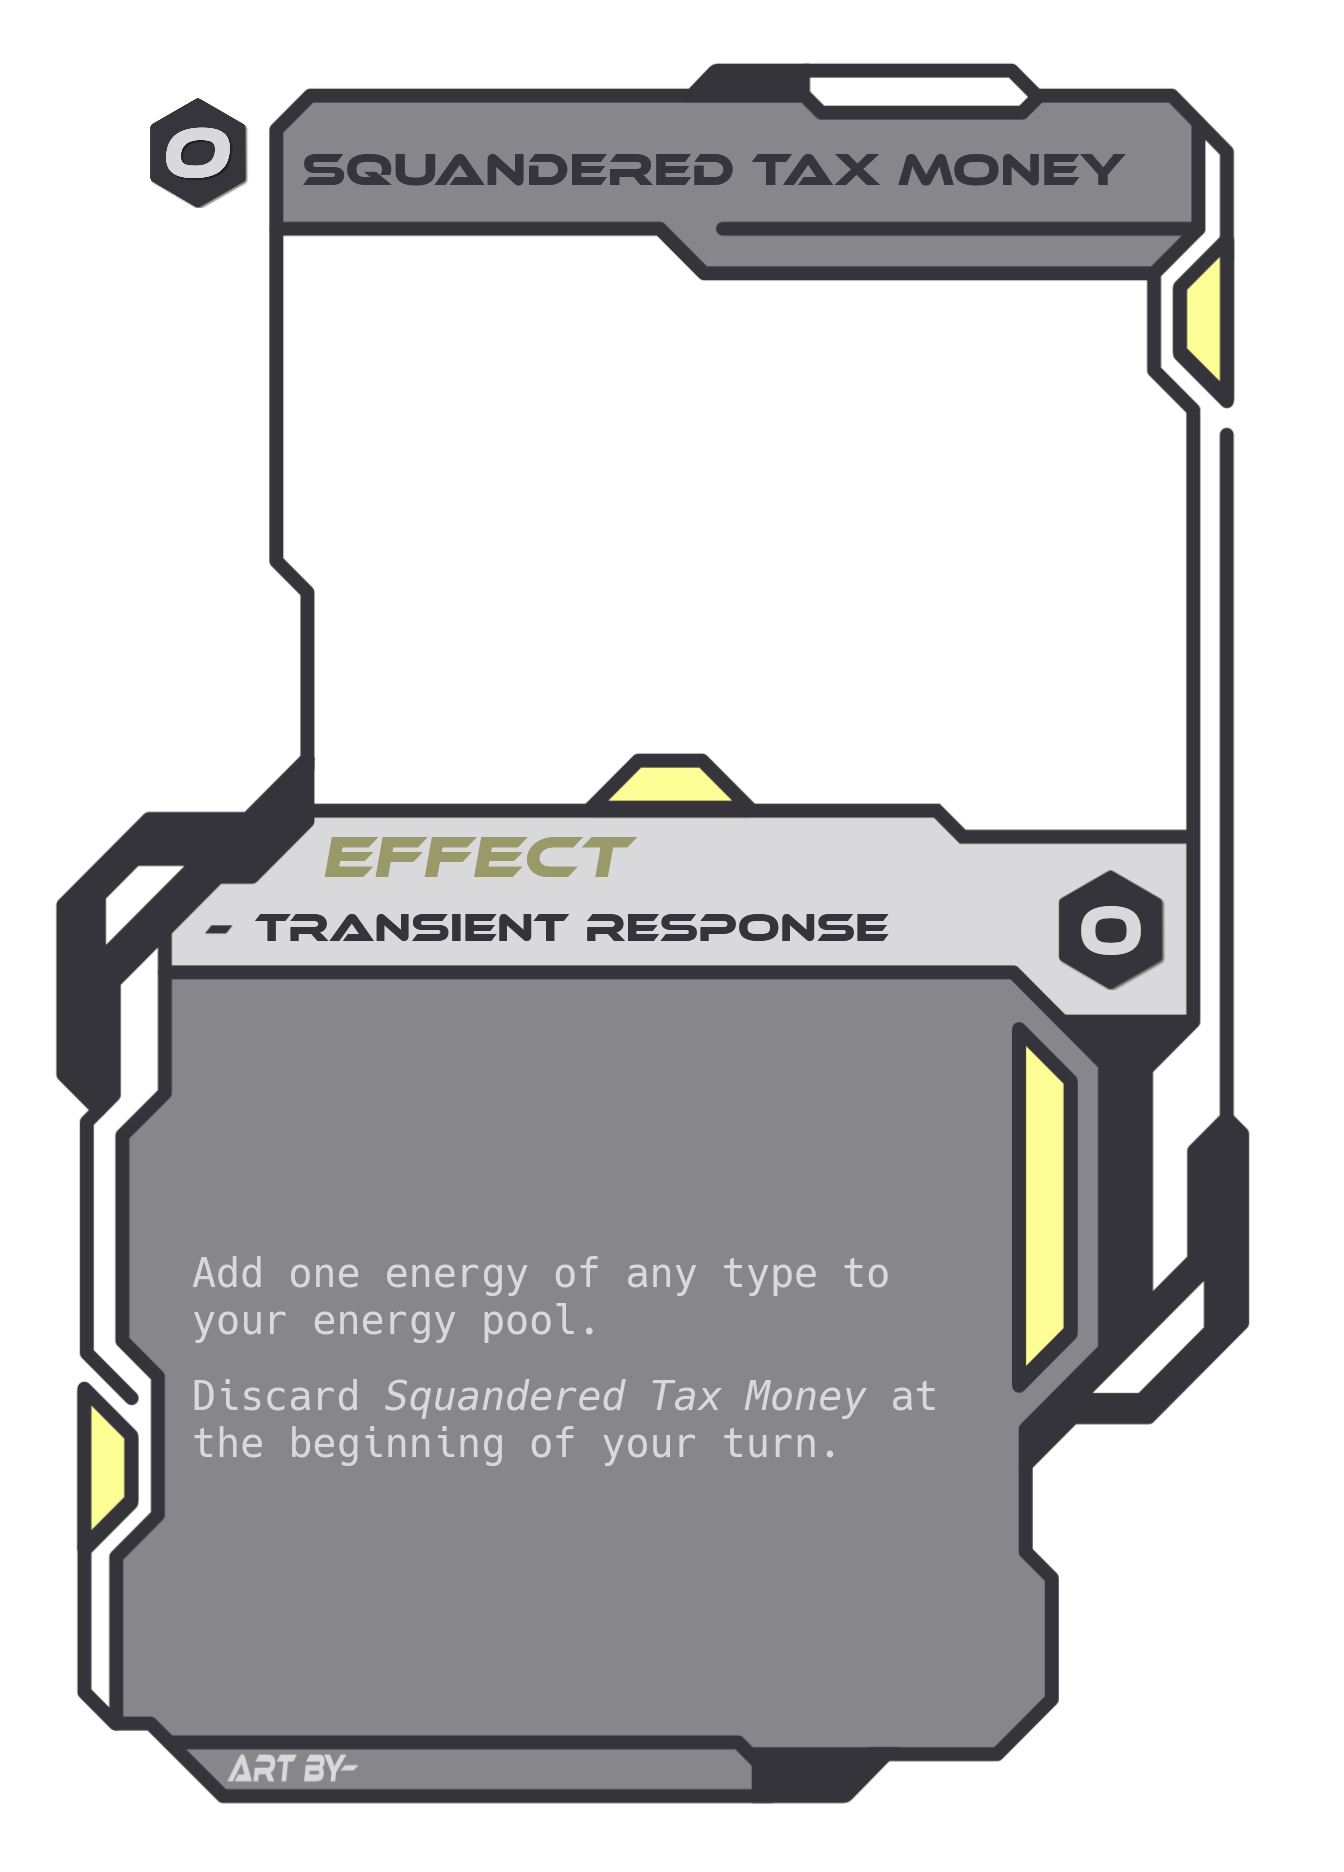 0
SQUANDERED TAX MONEY
EFFECT
- TRANSIENT RESPONSE
0
Add one energy of any type to
your energy pool.
Discard Squandered Tax Money at
the beginning of your turn.
ART BY-